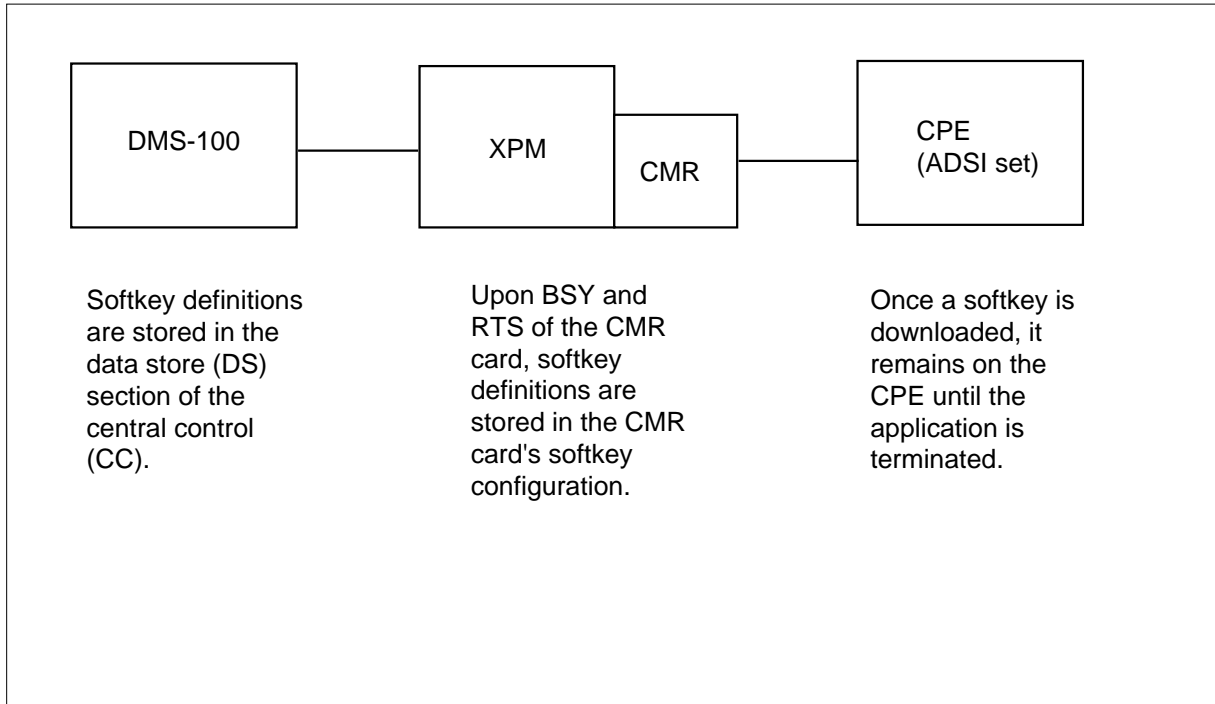 DMS-100
XPM
CMR
CPE
(ADSI set)
Softkey definitions
are stored in the
data store (DS)
section of the
central control
(CC).
Upon BSY and
RTS of the CMR
card, softkey
definitions are
stored in the CMR
card's softkey
configuration.
Once a softkey is
downloaded, it
remains on the
CPE until the
application is
terminated.